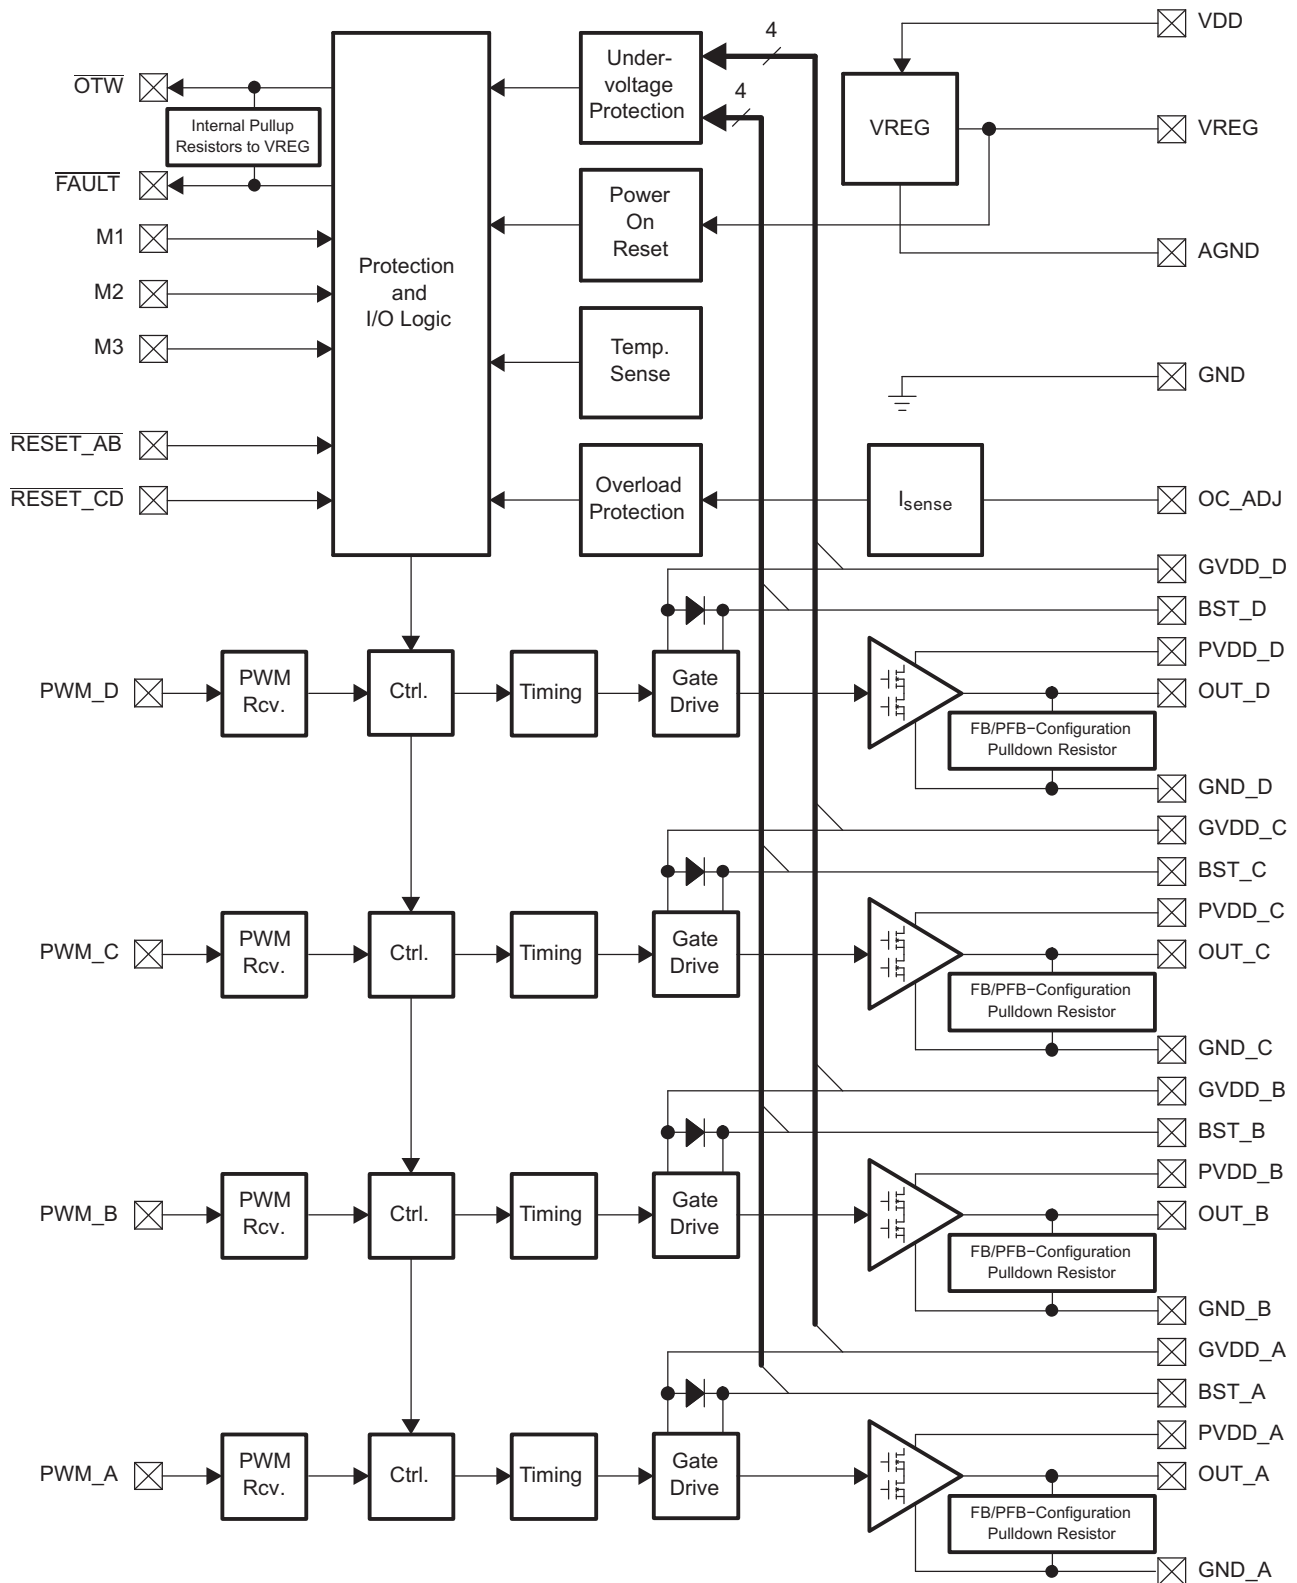 VDD
4
Under-
voltage
Protection
OTW
4
Internal Pullup
Resistors to VREG
VREG
VREG
FAULT
Power
On
Reset
M1
AGND
Protection
and
I/O Logic
M2
M3
Temp.
Sense
GND
RESET_AB
RESET_CD
Overload
Protection
Isense
OC_ADJ
GVDD_D
BST_D
PVDD_D
PWM_D
PWM
Rcv.
Ctrl.
Timing
Gate
Drive
OUT_D
FB/PFB−Configuration
Pulldown Resistor
GND_D
GVDD_C
BST_C
PVDD_C
PWM_C
PWM
Rcv.
Ctrl.
Timing
Gate
Drive
OUT_C
FB/PFB−Configuration
Pulldown Resistor
GND_C
GVDD_B
BST_B
PVDD_B
PWM_B
PWM
Rcv.
Ctrl.
Timing
Gate
Drive
OUT_B
FB/PFB−Configuration
Pulldown Resistor
GND_B
GVDD_A
BST_A
PVDD_A
PWM_A
PWM
Rcv.
Ctrl.
Timing
Gate
Drive
OUT_A
FB/PFB−Configuration
Pulldown Resistor
GND_A